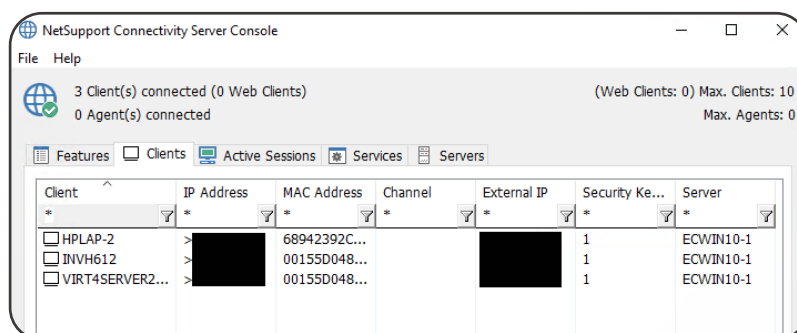 NetSupport Connectivity Server Console
File Help
3 Client(s) connected (0 Web Clients) (Web Clients: 0) Max. Clients: 10
0 Agent(s) connected Max. Agents: 0
Features Clients Active Sessions Services Servers
Client IP Address MAC Address Channel External IP Security Ke... Server
* * * * * * *
HPLAP-2 > 68942392C... 1 ECWIN10-1
INVH612 > 00155D048... 1 ECWIN10-1
VIRT4SERVER2... > 00155D048... 1 ECWIN10-1